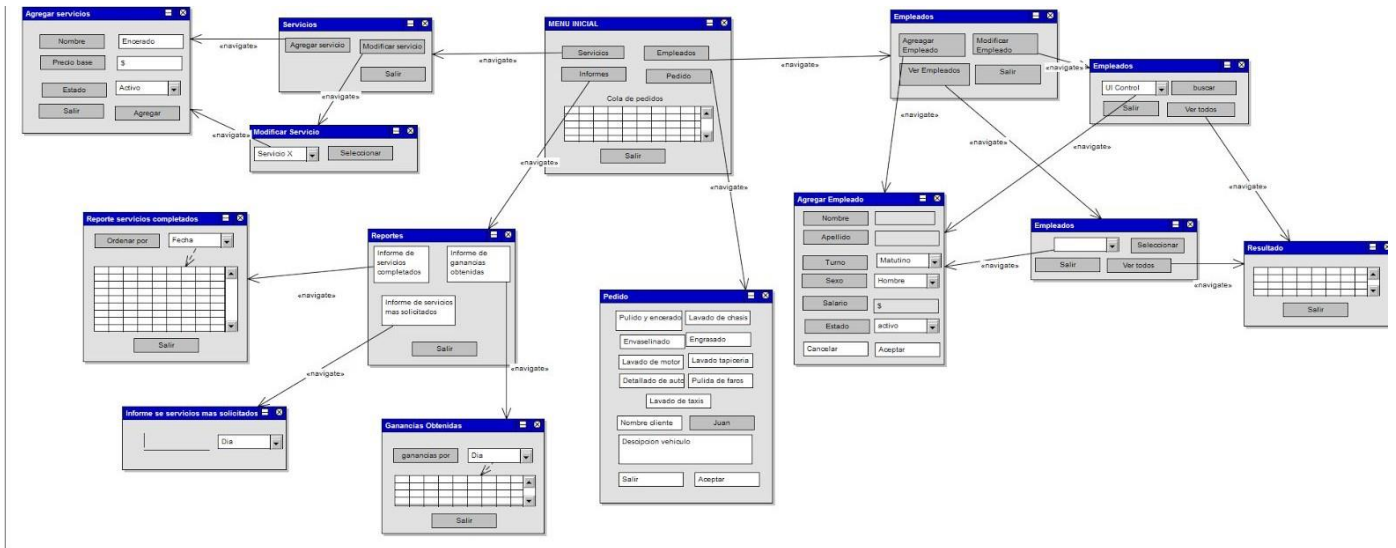 Agregar servicios
Nombre
Encerado
Precio base
$
Estado
Activo
Salir
Agregar
«navigate»
Servicios
Agregar servicio
Modificar servicio
Salir
«navigate»
«navigate»
«navigate»
Modificar Servicio
Servicio X
Seleccionar
MENU INICIAL
Servicios
Empleados
Informes
Pedido
Cola de pedidos
Salir
«navigate»
«navigate»
«navigate»
Empleados
Agreagar
Empleado
Modificar
Empleado
Ver Empleados
Salir
«navigate»
«navigate»
«navigate»
Empleados
UI Control
buscar
Salir
Ver todos
«navigate»
«navigate»
Reporte servicios completados
Ordenar por
Fecha
Salir
«navigate»
Reportes
Informe de
servicios
completados
Informe de
ganancias
obtenidas
Informe de servicios
mas solicitados
Salir
«navigate»
«navigate»
Informe se servicios mas solicitados
Dia
Ganancias Obtenidas
ganancias por
Dia
Salir
Pedido
Pulido y encerado
Lavado de chasis
Envaselinado
Engrasado
Lavado de motor
Lavado tapiceria
Detallado de auto
Pulida de faros
Lavado de taxis
Nombre cliente
Juan
Descipcion vehiculo
Salir
Aceptar
Agregar Empleado
Nombre
Apellido
Turno
Matutino
Sexo
Hombre
Salario
$
Estado
activo
Cancelar
Aceptar
«navigate»
Empleados
Seleccionar
Salir
Ver todos
«navigate»
Resultado
Salir